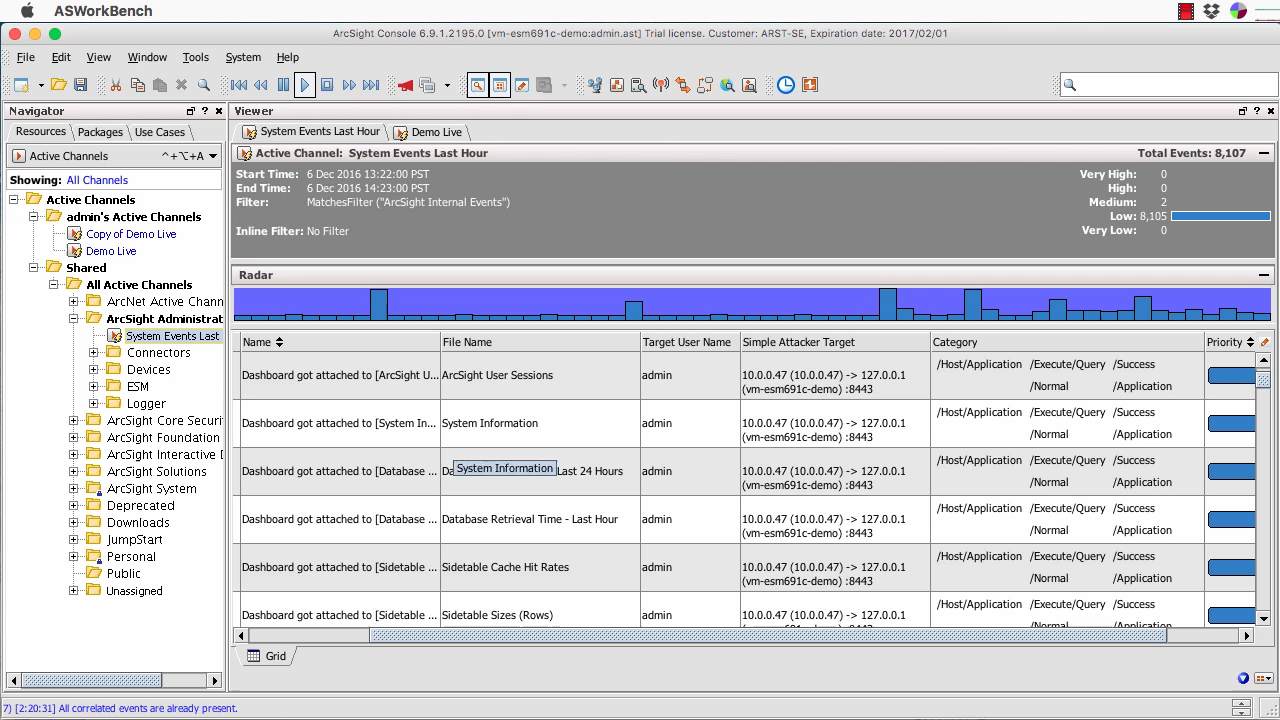 ASWorkBench
ArcSight Console 6.9.1.2195.0 [vm-esm691c-demo:admin.ast] Trial license. Customer: ARST-SE, Expiration date: 2017/02/01
File Edit View Window Tools System Help
Navigator
Resources Packages Use Cases
Active Channels ^+⌥+A
Showing: All Channels
Active Channels
admin's Active Channels
Copy of Demo Live
Demo Live
Shared
All Active Channels
ArcNet Active Chann
ArcSight Administrat
System Events Last
Connectors
Devices
ESM
Logger
ArcSight Core Securi
ArcSight Foundation
ArcSight Interactive D
ArcSight Solutions
ArcSight System
Deprecated
Downloads
JumpStart
Personal
Public
Unassigned
Viewer
System Events Last Hour Demo Live
Active Channel: System Events Last Hour Total Events: 8,107
Start Time: 6 Dec 2016 13:22:00 PST Very High: 0
End Time: 6 Dec 2016 14:23:00 PST High: 0
Filter: MatchesFilter ("ArcSight Internal Events") Medium: 2
Low: 8,105
Inline Filter: No Filter Very Low: 0
Radar
Name File Name Target User Name Simple Attacker Target Category Priority
/Host/Application /Execute/Query /Success
Dashboard got attached to [ArcSight U... ArcSight User Sessions admin 10.0.0.47 (10.0.0.47) -> 127.0.0.1
(vm-esm691c-demo) :8443 /Normal /Application
/Host/Application /Execute/Query /Success
Dashboard got attached to [System In... System Information admin 10.0.0.47 (10.0.0.47) -> 127.0.0.1
(vm-esm691c-demo) :8443 /Normal /Application
/Host/Application /Execute/Query /Success
Dashboard got attached to [Database ... Da System Information Last 24 Hours admin 10.0.0.47 (10.0.0.47) -> 127.0.0.1
(vm-esm691c-demo) :8443 /Normal /Application
/Host/Application /Execute/Query /Success
Dashboard got attached to [Database ... Database Retrieval Time - Last Hour admin 10.0.0.47 (10.0.0.47) -> 127.0.0.1
(vm-esm691c-demo) :8443 /Normal /Application
/Host/Application /Execute/Query /Success
Dashboard got attached to [Sidetable ... Sidetable Cache Hit Rates admin 10.0.0.47 (10.0.0.47) -> 127.0.0.1
(vm-esm691c-demo) :8443 /Normal /Application
/Host/Application /Execute/Query /Success
Dashboard got attached to [Sidetable ... Sidetable Sizes (Rows) admin 10.0.0.47 (10.0.0.47) -> 127.0.0.1
(vm-esm691c-demo) :8443 /Normal /Application
Grid
7) [2:20:31] All correlated events are already present.